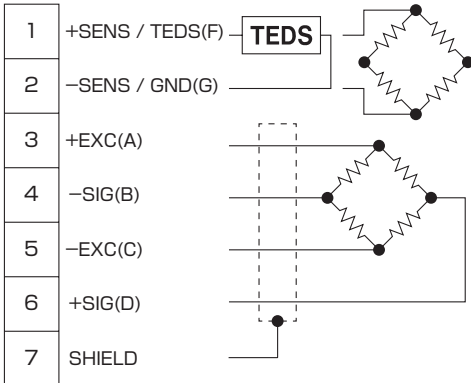 1 +SENS / TEDS(F) TEDS
2 −SENS / GND(G)
3 +EXC(A)
4 −SIG(B)
5 −EXC(C)
6 +SIG(D)
7 SHIELD